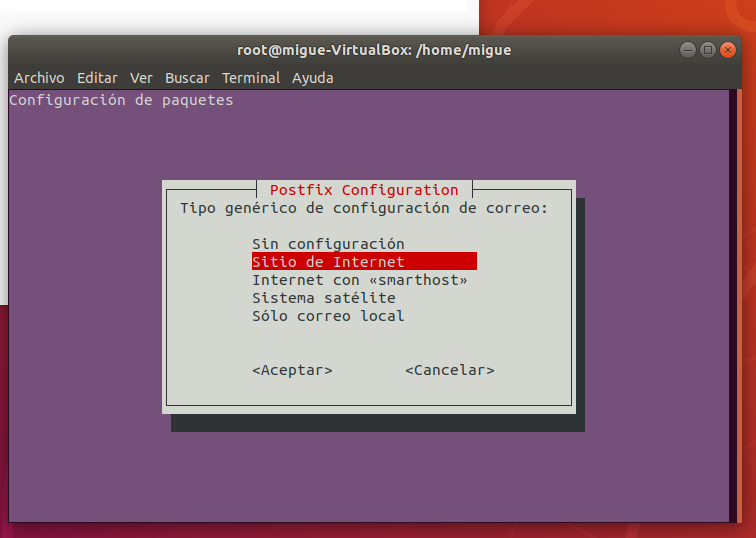 root@migue-VirtualBox: /home/migue
Archivo Editar Ver Buscar Terminal Ayuda
Configuración de paquetes
Postfix Configuration
Tipo genérico de configuración de correo:
Sin configuración
Sitio de Internet
Internet con «smarthost»
Sistema satélite
Sólo correo local
<Aceptar> <Cancelar>